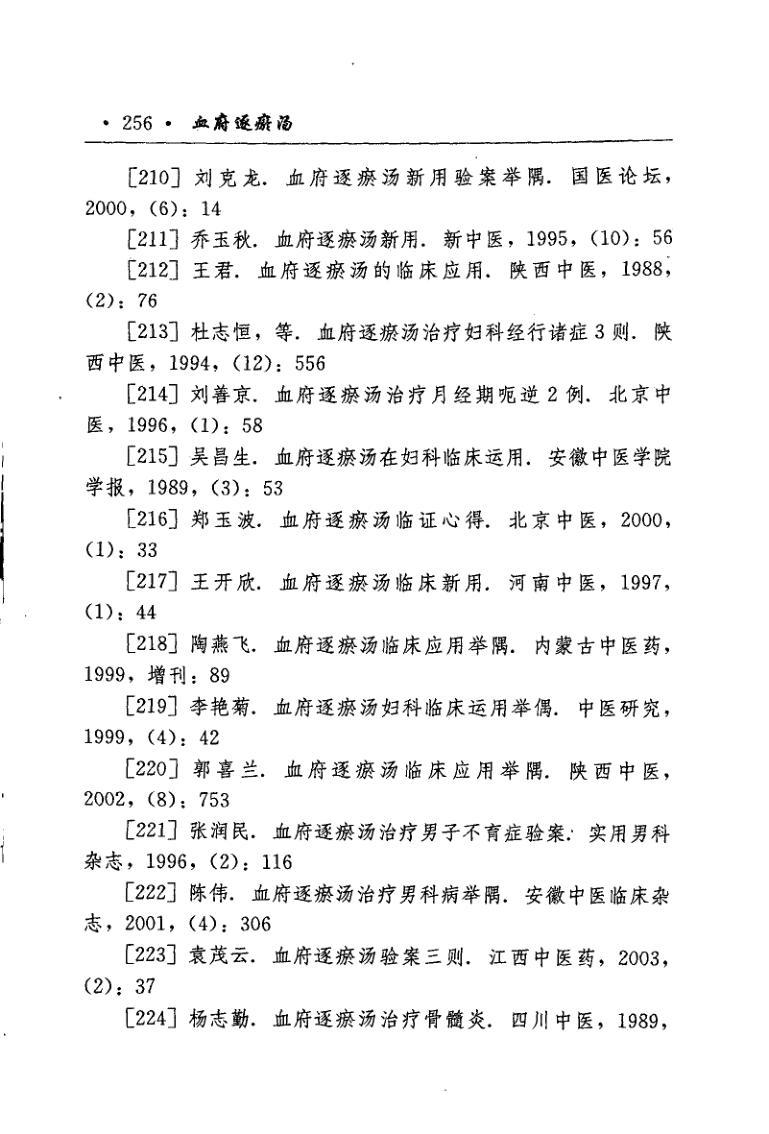 • 256 • 血府逐瘀汤
[210] 刘克龙. 血府逐瘀汤新用验案举隅. 国医论坛,
2000, (6): 14
[211] 乔玉秋. 血府逐瘀汤新用. 新中医, 1995, (10): 56
[212] 王君. 血府逐瘀汤的临床应用. 陕西中医, 1988,
(2): 76
[213] 杜志恒, 等. 血府逐瘀汤治疗妇科经行诸症 3 则. 陕
西中医, 1994, (12): 556
[214] 刘善京. 血府逐瘀汤治疗月经期呃逆 2 例. 北京中
医, 1996, (1): 58
[215] 吴昌生. 血府逐瘀汤在妇科临床运用. 安徽中医学院
学报, 1989, (3): 53
[216] 郑玉波. 血府逐瘀汤临证心得. 北京中医, 2000,
(1): 33
[217] 王开欣. 血府逐瘀汤临床新用. 河南中医, 1997,
(1): 44
[218] 陶燕飞. 血府逐瘀汤临床应用举隅. 内蒙古中医药,
1999, 增刊: 89
[219] 李艳菊. 血府逐瘀汤妇科临床运用举偶. 中医研究,
1999, (4): 42
[220] 郭喜兰. 血府逐瘀汤临床应用举隅. 陕西中医,
2002, (8): 753
[221] 张润民. 血府逐瘀汤治疗男子不育症验案. 实用男科
杂志, 1996, (2): 116
[222] 陈伟. 血府逐瘀汤治疗男科病举隅. 安徽中医临床杂
志, 2001, (4): 306
[223] 袁茂云. 血府逐瘀汤验案三则. 江西中医药, 2003,
(2): 37
[224] 杨志勤. 血府逐瘀汤治疗骨髓炎. 四川中医, 1989,